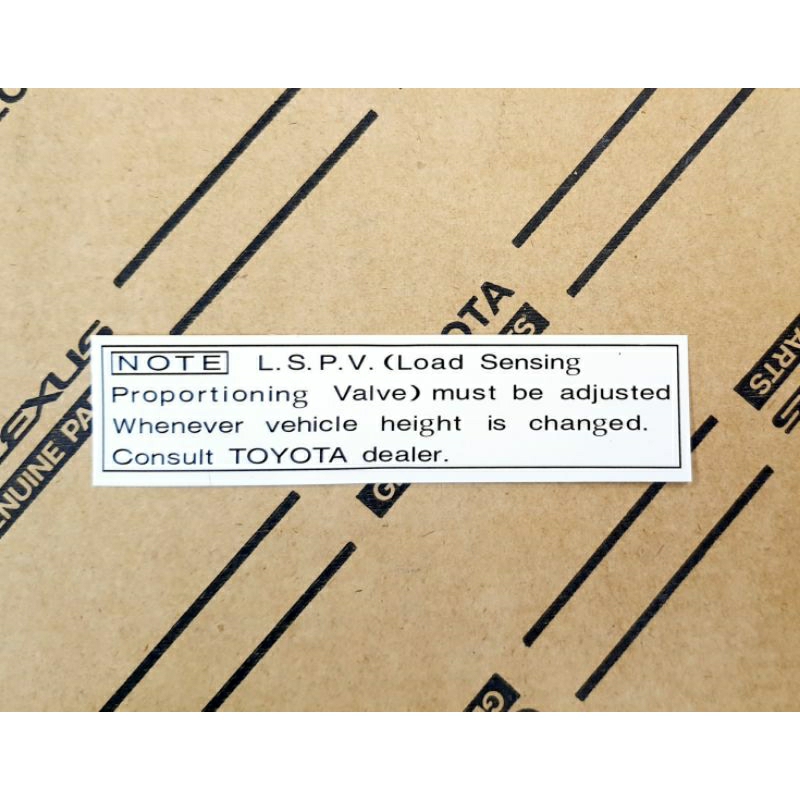 LEXUS
GENUINE PA
TOYOTA
PARTS
NOTE L.S.P.V. (Load Sensing
Proportioning Valve) must be adjusted
Whenever vehicle height is changed.
Consult TOYOTA dealer.